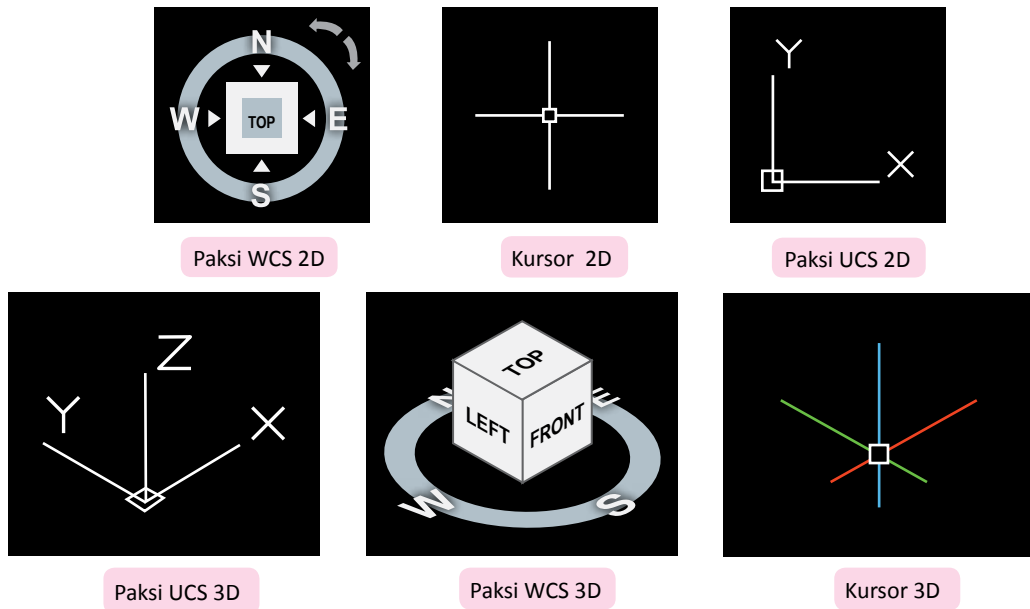 N
W
TOP
E
S
Y
X
Paksi WCS 2D
Kursor 2D
Paksi UCS 2D
Z
Y
X
TOP
N
E
LEFT
FRONT
W
S
Paksi UCS 3D
Paksi WCS 3D
Kursor 3D